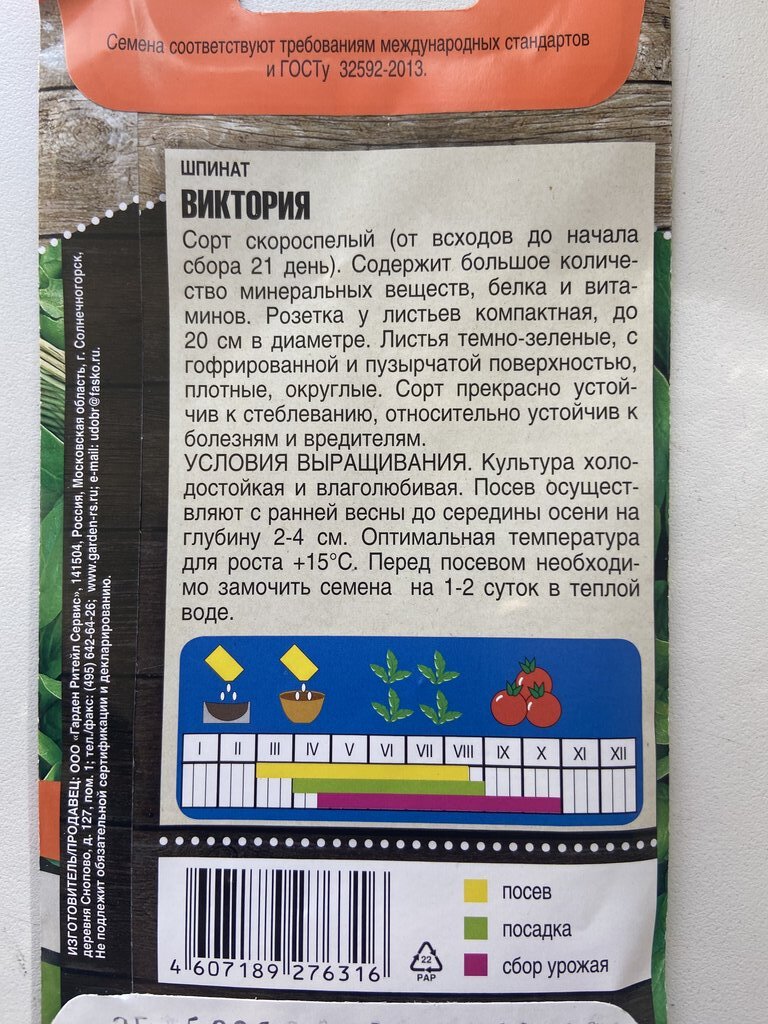 Семена соответствуют требованиям международных стандартов
и ГОСТу 32592-2013.
ШПИНАТ
ВИКТОРИЯ
Сорт скороспелый (от всходов до начала
сбора 21 день). Содержит большое количе-
ство минеральных веществ, белка и вита-
минов. Розетка у листьев компактная, до
20 см в диаметре. Листья темно-зеленые, с
гофрированной и пузырчатой поверхностью,
плотные, округлые. Сорт прекрасно устой-
чив к стеблеванию, относительно устойчив к
болезням и вредителям.
УСЛОВИЯ ВЫРАЩИВАНИЯ. Культура холо-
достойкая и влаголюбивая. Посев осущест-
вляют с ранней весны до середины осени на
глубину 2-4 см. Оптимальная температура
для роста +15°С. Перед посевом необходи-
мо замочить семена на 1-2 суток в теплой
воде.
I II III IV V VI VII VIII IX X XI XII
посев
посадка
сбор урожая
4 607189 276316
22
PAP
ИЗГОТОВИТЕЛЬ/ПРОДАВЕЦ: ООО «Гарден Ритейл Сервис», 141504, Россия, Московская область, г. Солнечногорск,
деревня Снопово, д. 127, пом. 1; тел./факс: (495) 642-64-26; www.garden-rs.ru; e-mail: udobr@fasko.ru.
Не подлежит обязательной сертификации и декларированию.